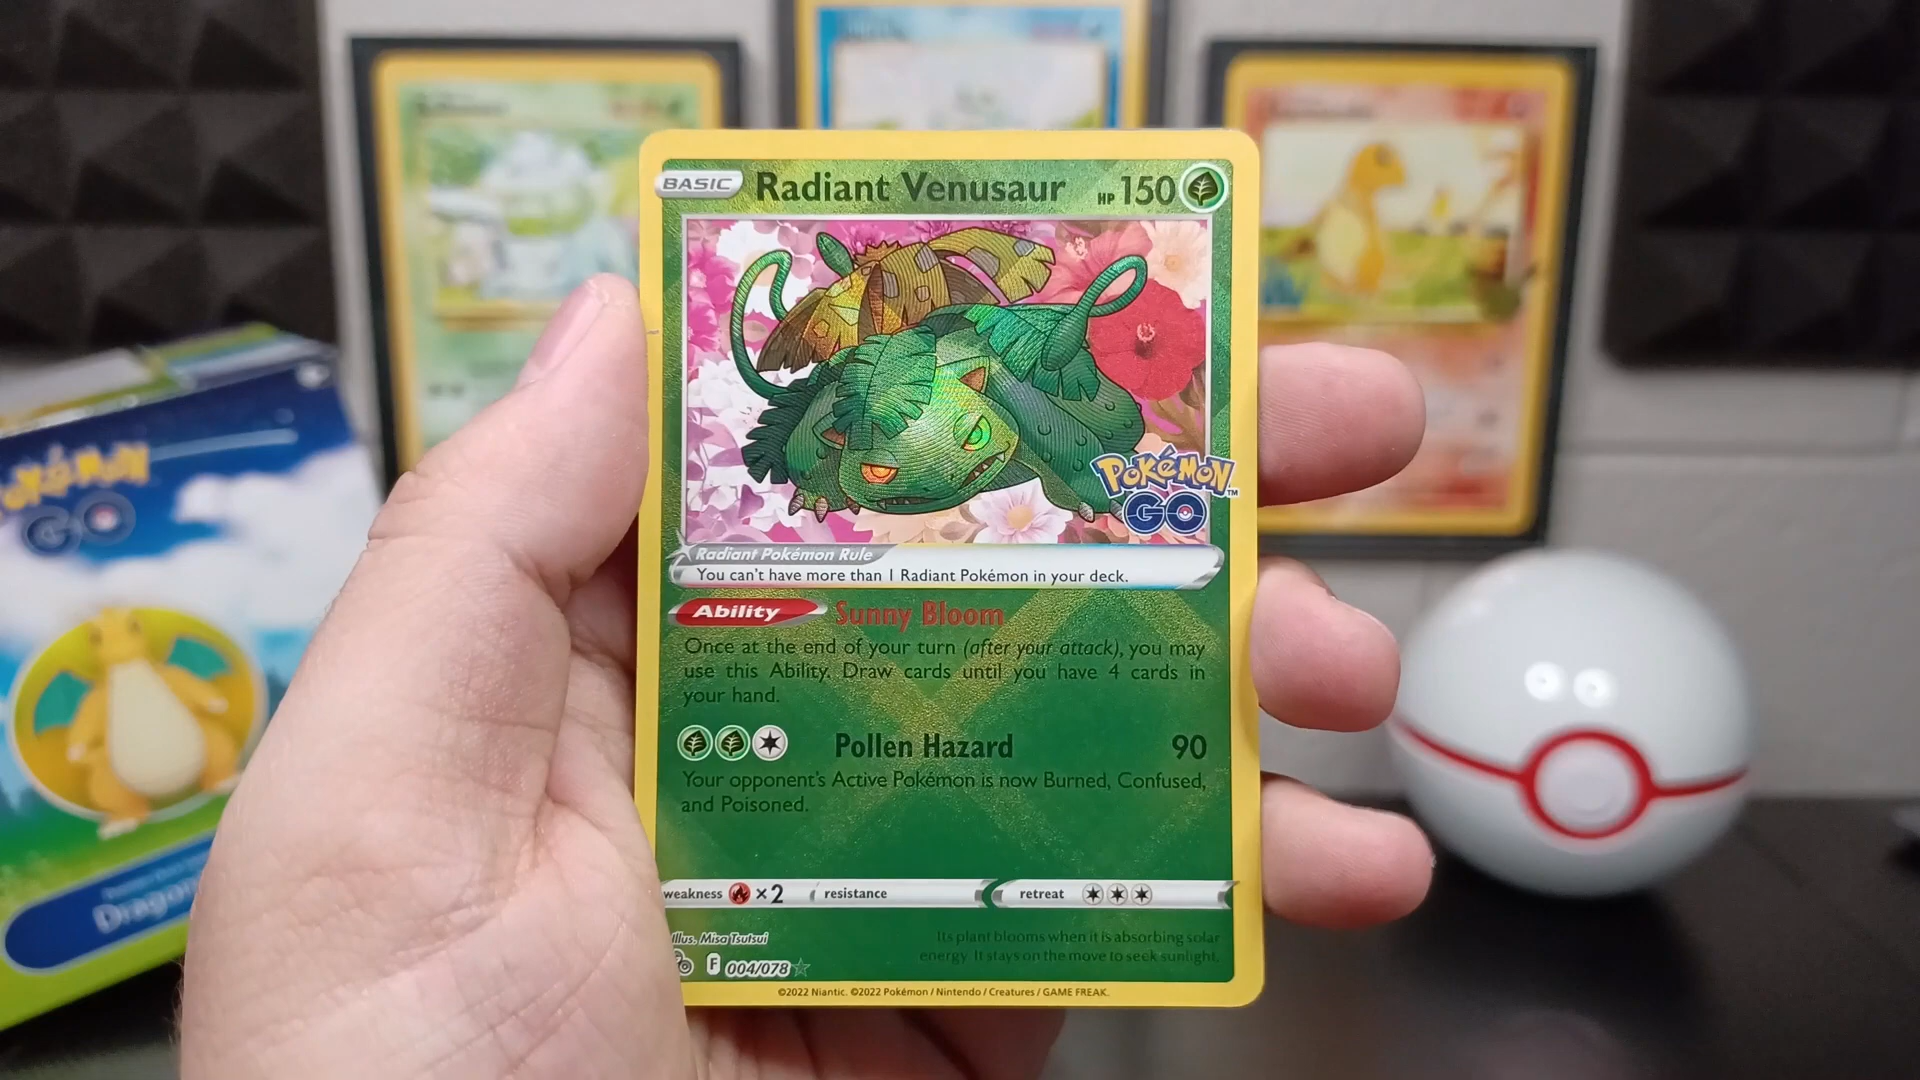 BASIC Radiant Venusaur HP 150
POKÉMON
GO
Radiant Pokémon Rule
You can't have more than 1 Radiant Pokémon in your deck.
Ability Sunny Bloom
Once at the end of your turn (after your attack), you may
use this Ability. Draw cards until you have 4 cards in
your hand.
Pollen Hazard 90
Your opponent's Active Pokémon is now Burned, Confused,
and Poisoned.
weakness ×2 resistance retreat
Illus. Misa Tsutsui
Its plant blooms when it is absorbing solar
energy. It stays on the move to seek sunlight.
F 004/078
©2022 Niantic. ©2022 Pokémon / Nintendo / Creatures / GAME FREAK.
POKÉMON
GO